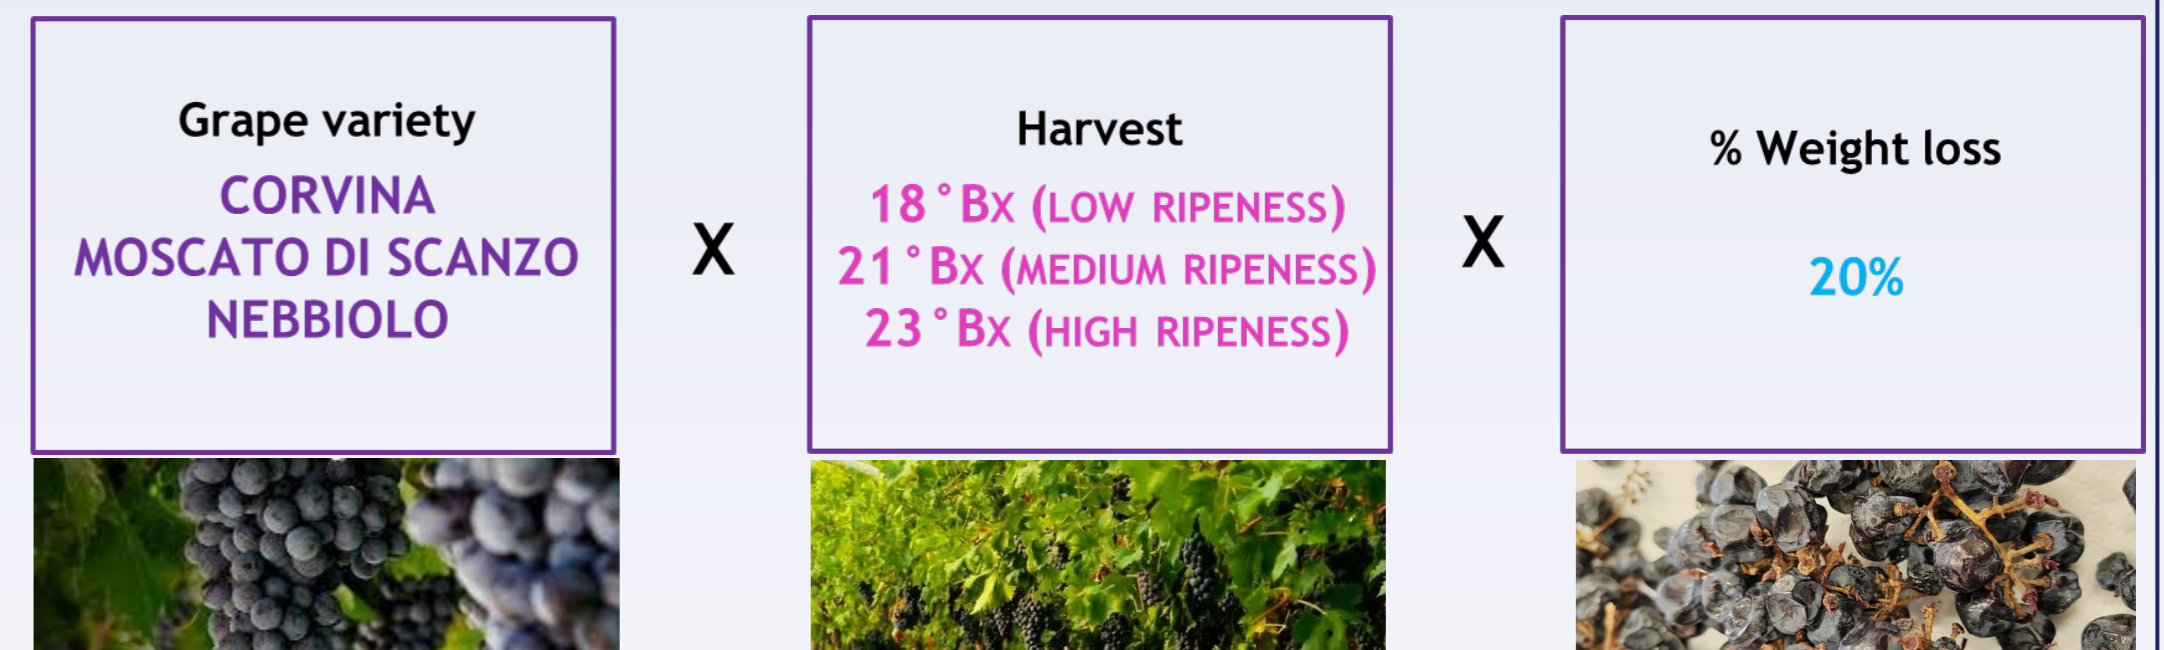 Grape variety
CORVINA
MOSCATO DI SCANZO
NEBBIOLO
X
Harvest
18°BX (LOW RIPENESS)
21°BX (MEDIUM RIPENESS)
23°BX (HIGH RIPENESS)
X
% Weight loss
20%